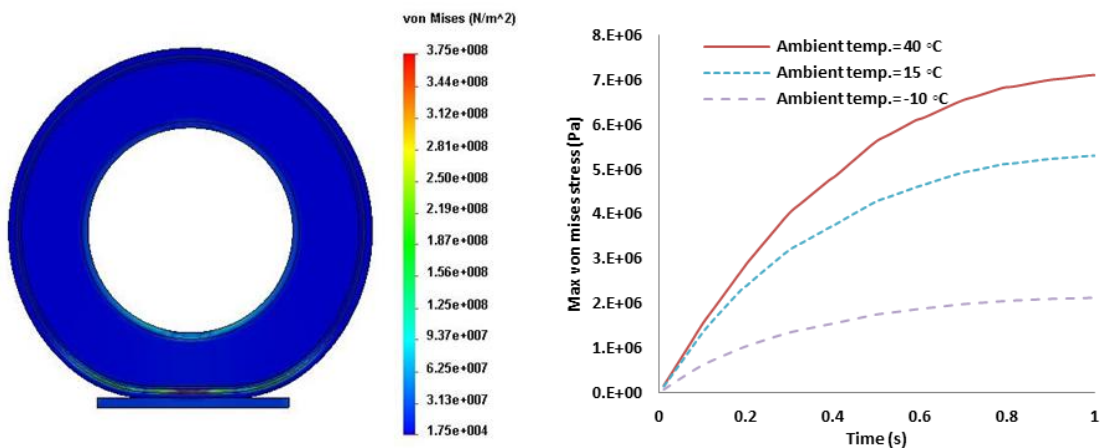 von Mises (N/m^2)
3.75e+008
3.44e+008
3.12e+008
2.81e+008
2.50e+008
2.19e+008
1.87e+008
1.56e+008
1.25e+008
9.37e+007
6.25e+007
3.13e+007
1.75e+004
Max von mises stress (Pa)
8.E+06
7.E+06
6.E+06
5.E+06
4.E+06
3.E+06
2.E+06
1.E+06
0.E+00
Ambient temp.= 40 °C
Ambient temp.= 15 °C
Ambient temp.= -10 °C
0
0.2
0.4
0.6
0.8
1
Time (s)